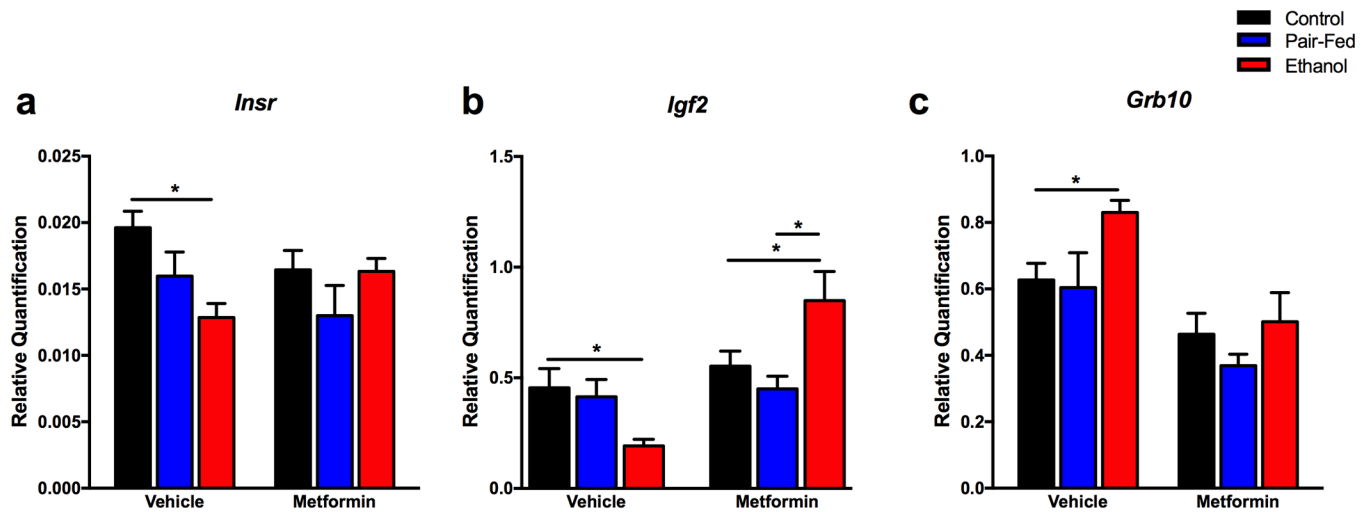 Control
Pair-Fed
Ethanol
a
Insr
Relative Quantification
0.025
0.020
0.015
0.010
0.005
0.000
*
Vehicle
Metformin
b
Igf2
Relative Quantification
1.5
1.0
0.5
0.0
*
*
*
Vehicle
Metformin
c
Grb10
Relative Quantification
1.0
0.8
0.6
0.4
0.2
0.0
*
Vehicle
Metformin